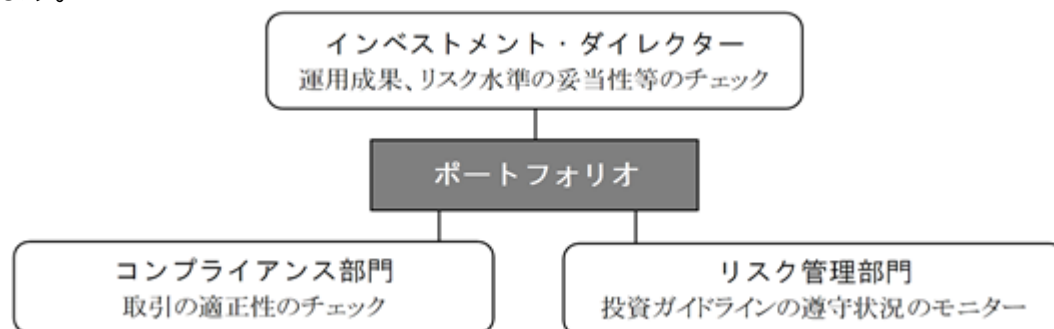 インベストメント・ダイレクター
運用成果、リスク水準の妥当性等のチェック
ポートフォリオ
コンプライアンス部門
取引の適正性のチェック
リスク管理部門
投資ガイドラインの遵守状況のモニター